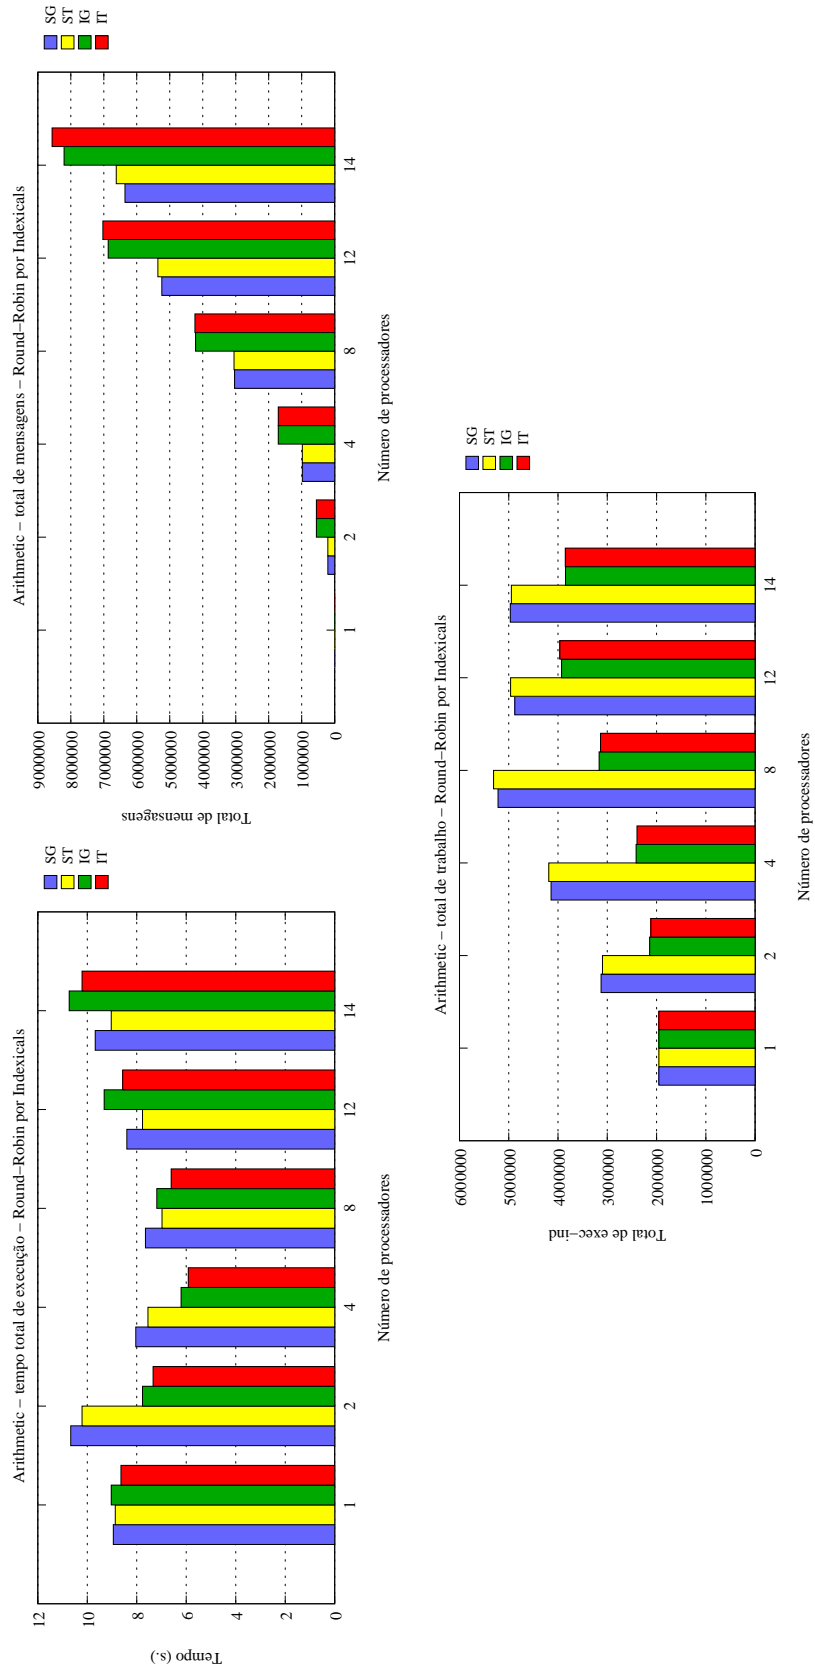 Arithmetic − tempo total de execução − Round−Robin por Indexicals
SG
ST
IG
IT
Tempo (s.)
12
10
8
6
4
2
0
1
2
4
8
12
14
Número de processadores
Arithmetic − total de mensagens − Round−Robin por Indexicals
SG
ST
IG
IT
Total de mensagens
9000000
8000000
7000000
6000000
5000000
4000000
3000000
2000000
1000000
0
1
2
4
8
12
14
Número de processadores
Arithmetic − total de trabalho − Round−Robin por Indexicals
SG
ST
IG
IT
Total de exec−ind
6000000
5000000
4000000
3000000
2000000
1000000
0
1
2
4
8
12
14
Número de processadores